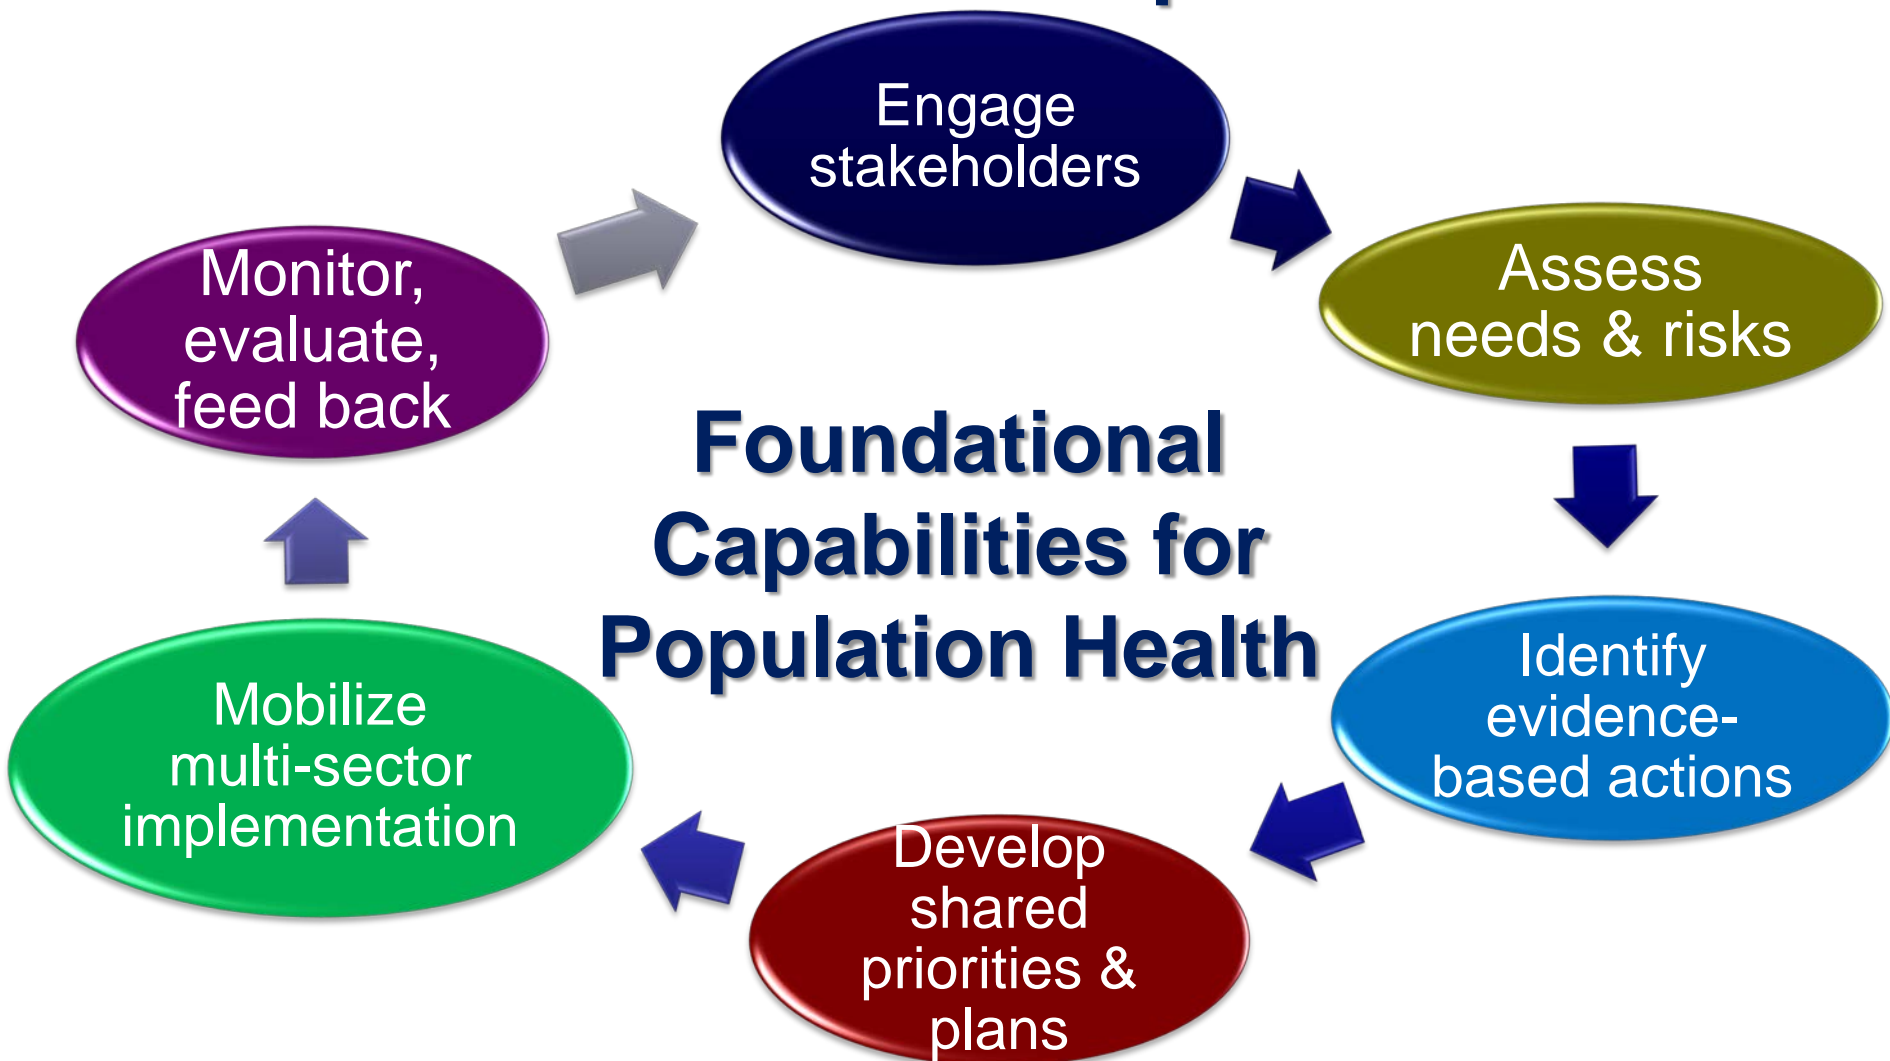 Engage
stakeholders
Assess
needs & risks
Identify
evidence-
based actions
Develop
shared
priorities &
plans
Mobilize
multi-sector
implementation
Monitor,
evaluate,
feed back
Foundational
Capabilities for
Population Health